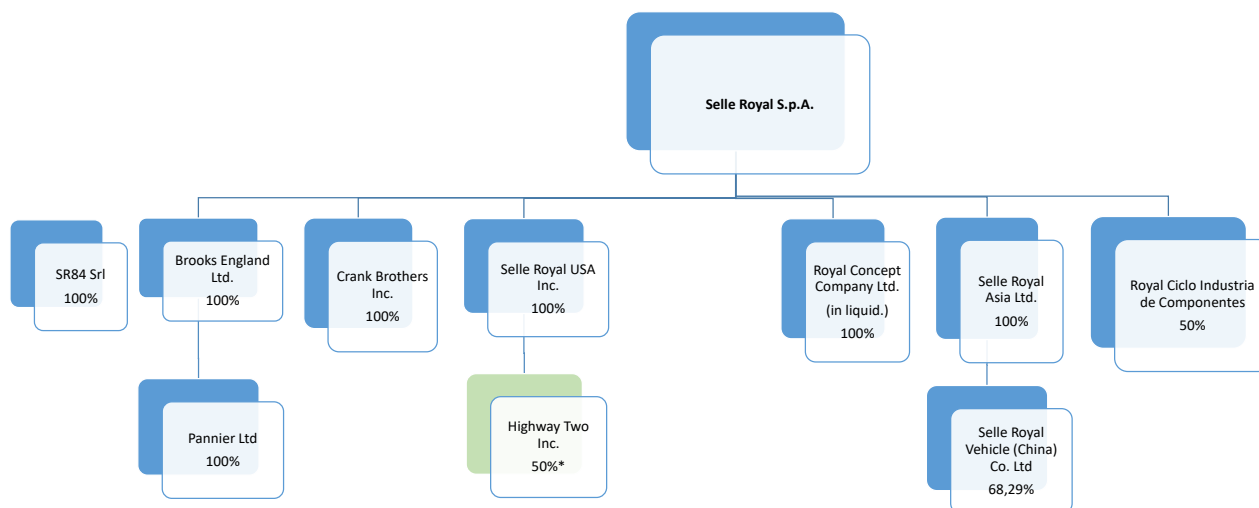 Selle Royal S.p.A.
SR84 Srl
100%
Brooks England
Ltd.
100%
Crank Brothers
Inc.
100%
Selle Royal USA
Inc.
100%
Royal Concept
Company Ltd.
(in liquid.)
100%
Selle Royal
Asia Ltd.
100%
Royal Ciclo Industria
de Componentes
50%
Pannier Ltd
100%
Highway Two
Inc.
50%*
Selle Royal
Vehicle (China)
Co. Ltd
68,29%